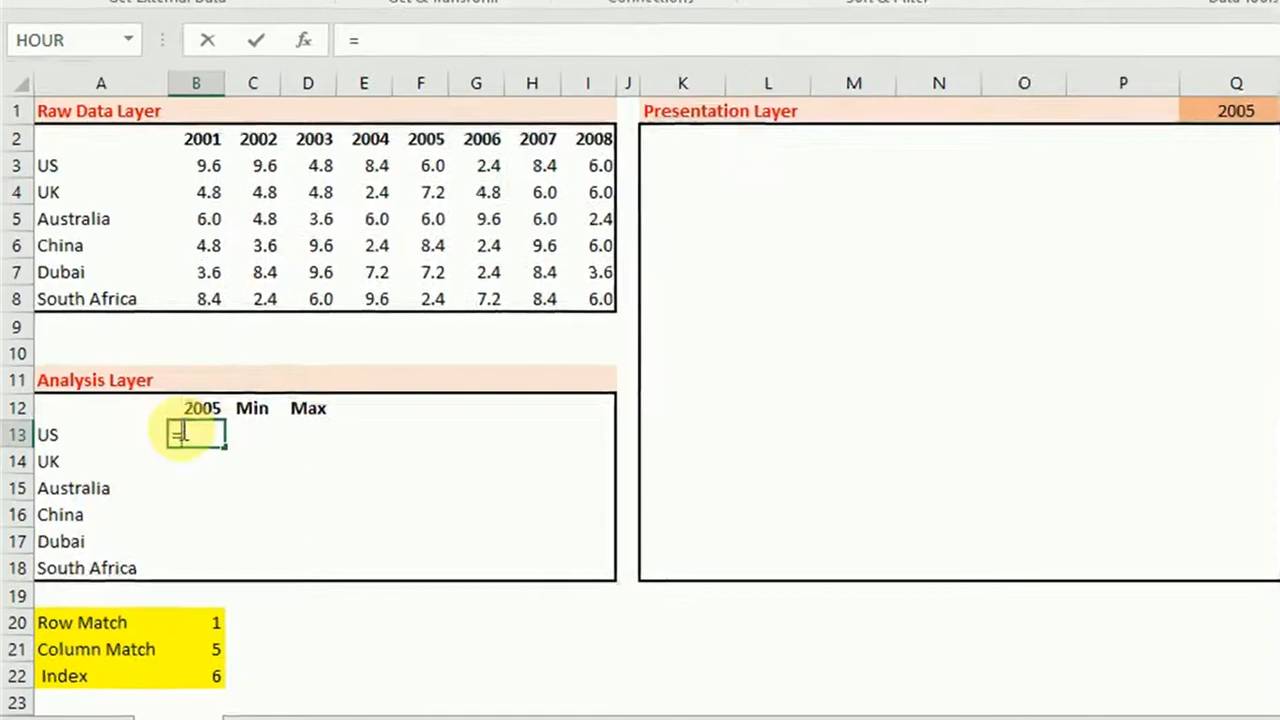 HOUR fx =
A B C D E F G H I J K L M N O P Q
1 Raw Data Layer Presentation Layer 2005
2 2001 2002 2003 2004 2005 2006 2007 2008
3 US 9.6 9.6 4.8 8.4 6.0 2.4 8.4 6.0
4 UK 4.8 4.8 4.8 2.4 7.2 4.8 6.0 6.0
5 Australia 6.0 4.8 3.6 6.0 6.0 9.6 6.0 2.4
6 China 4.8 3.6 9.6 2.4 8.4 2.4 9.6 6.0
7 Dubai 3.6 8.4 9.6 7.2 7.2 2.4 8.4 3.6
8 South Africa 8.4 2.4 6.0 9.6 2.4 7.2 8.4 6.0
9
10
11 Analysis Layer
12 2005 Min Max
13 US =
14 UK
15 Australia
16 China
17 Dubai
18 South Africa
19
20 Row Match 1
21 Column Match 5
22 Index 6
23